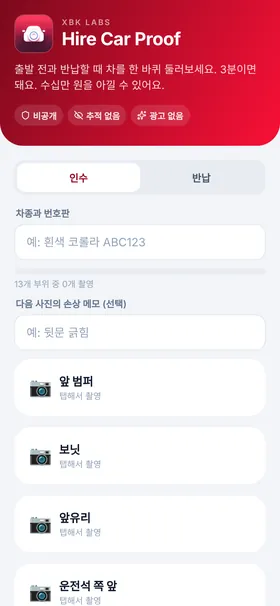 XBK LABS
Hire Car Proof
출발 전과 반납할 때 차를 한 바퀴 둘러보세요. 3분이면
돼요. 수십만 원을 아낄 수 있어요.
비공개
추적 없음
광고 없음
인수
반납
차종과 번호판
예: 흰색 코롤라 ABC123
13개 부위 중 0개 촬영
다음 사진의 손상 메모 (선택)
예: 뒷문 긁힘
앞 범퍼
탭해서 촬영
보닛
탭해서 촬영
앞유리
탭해서 촬영
운전석 쪽 앞
탭해서 촬영